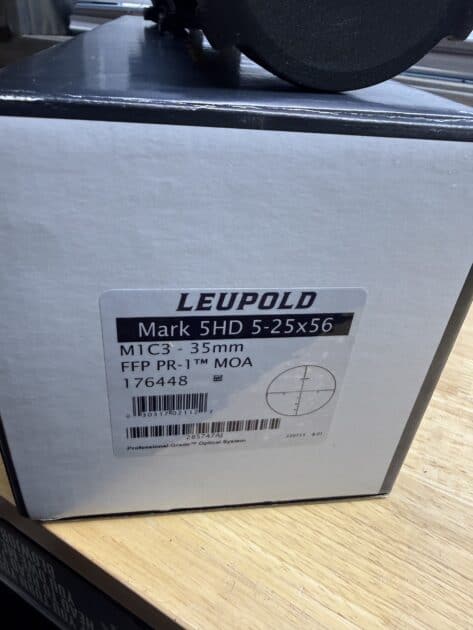 LEUPOLD
Mark 5HD 5-25x56
M1C3 - 35mm
FFP PR-1™ MOA
176448
Professional Grade™ Optical System